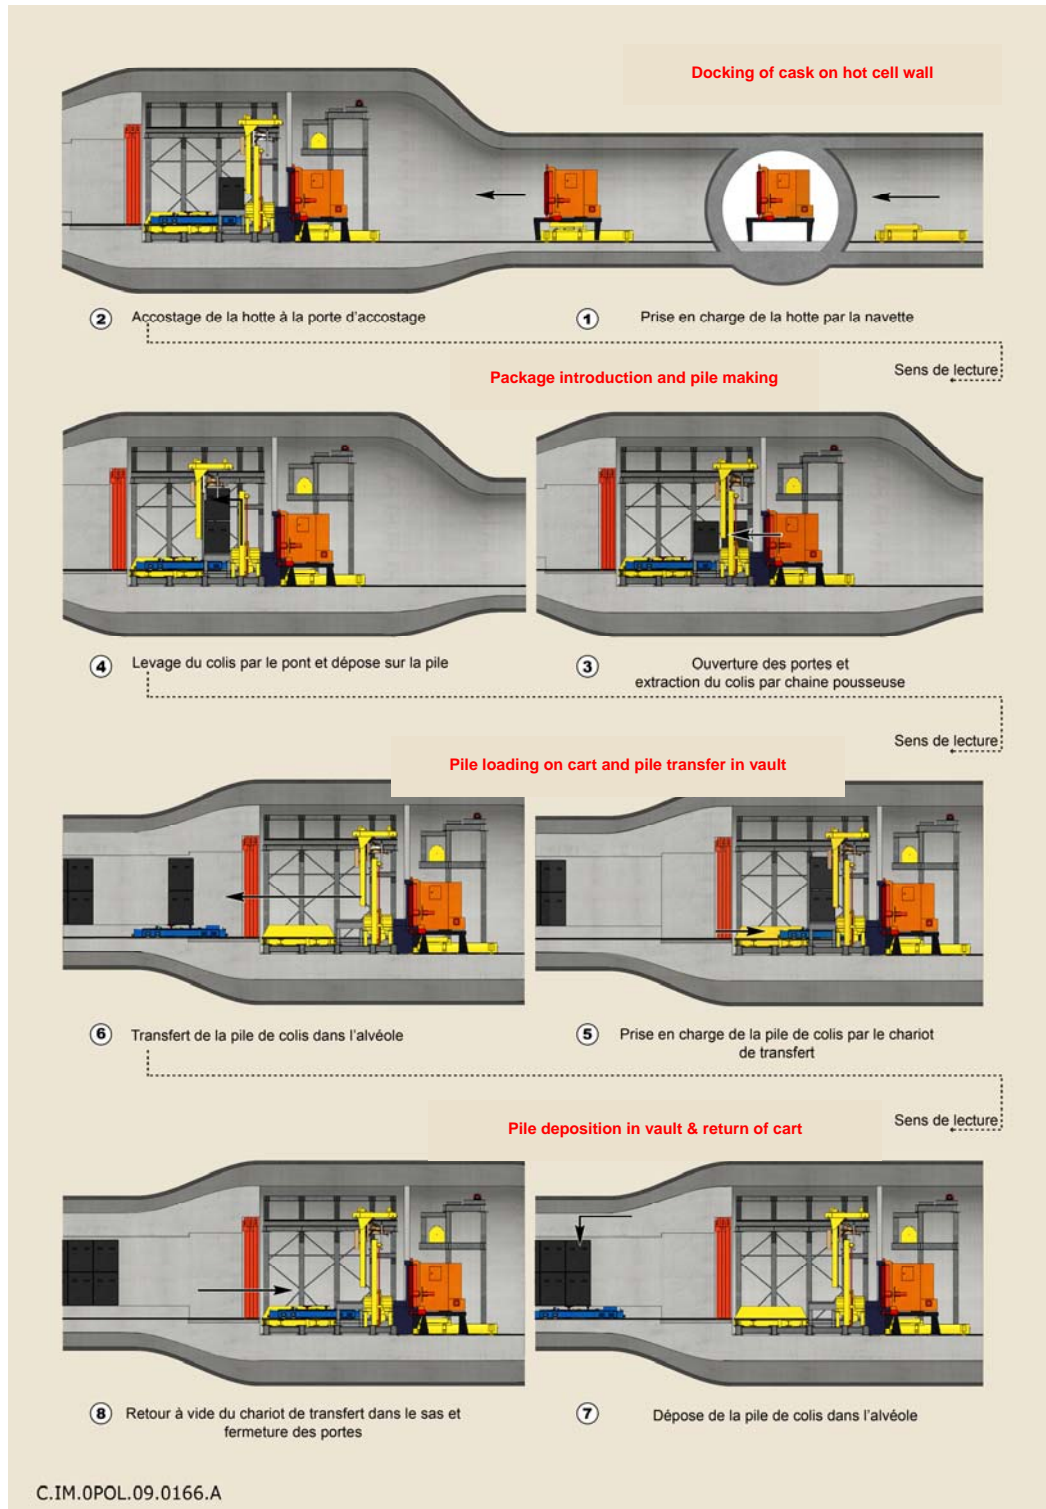 Docking of cask on hot cell wall
2 Accostage de la hotte à la porte d'accostage
1 Prise en charge de la hotte par la navette
Sens de lecture
Package introduction and pile making
4 Levage du colis par le pont et dépose sur la pile
3 Ouverture des portes et
extraction du colis par chaine pousseuse
Sens de lecture
Pile loading on cart and pile transfer in vault
6 Transfert de la pile de colis dans l'alvéole
5 Prise en charge de la pile de colis par le chariot
de transfert
Sens de lecture
Pile deposition in vault & return of cart
8 Retour à vide du chariot de transfert dans le sas et
fermeture des portes
7 Dépose de la pile de colis dans l'alvéole
C.IM.0POL.09.0166.A